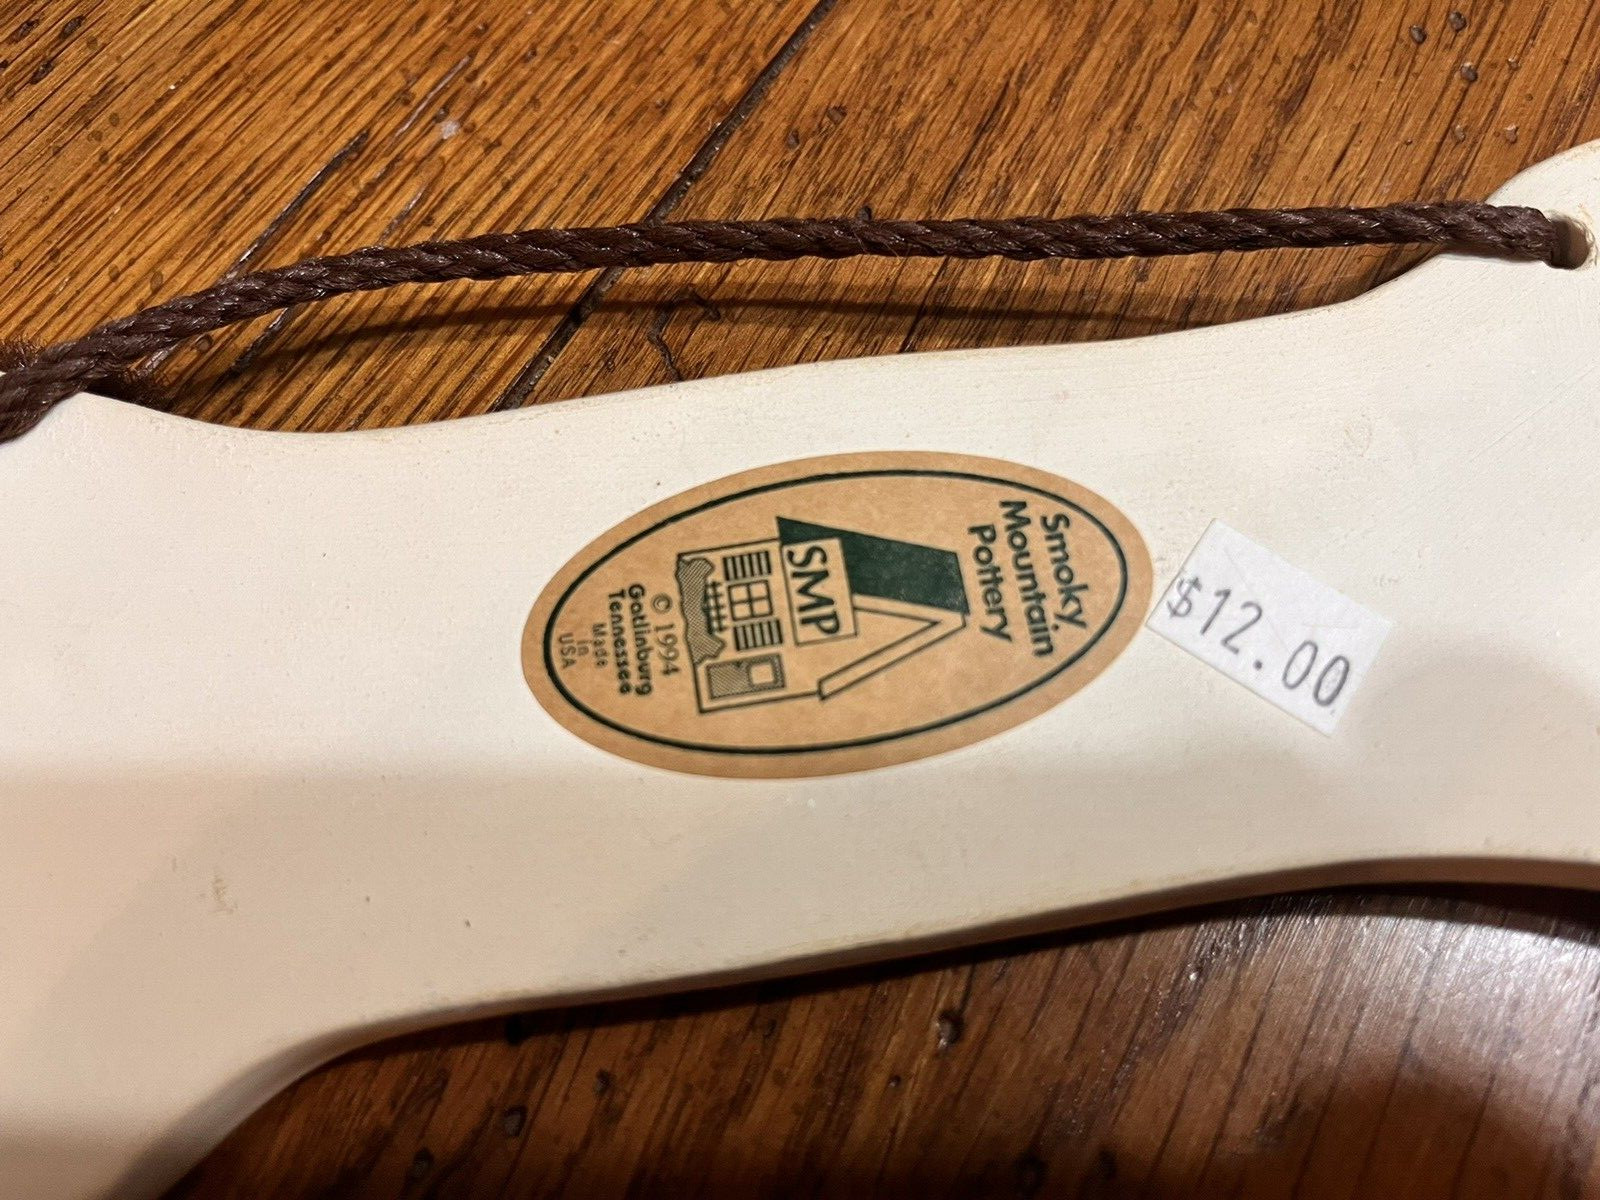 Smoky
Mountain
Pottery
SMP
© 1994
Gatlinburg
Tennessee
Made
in
USA
$12.00